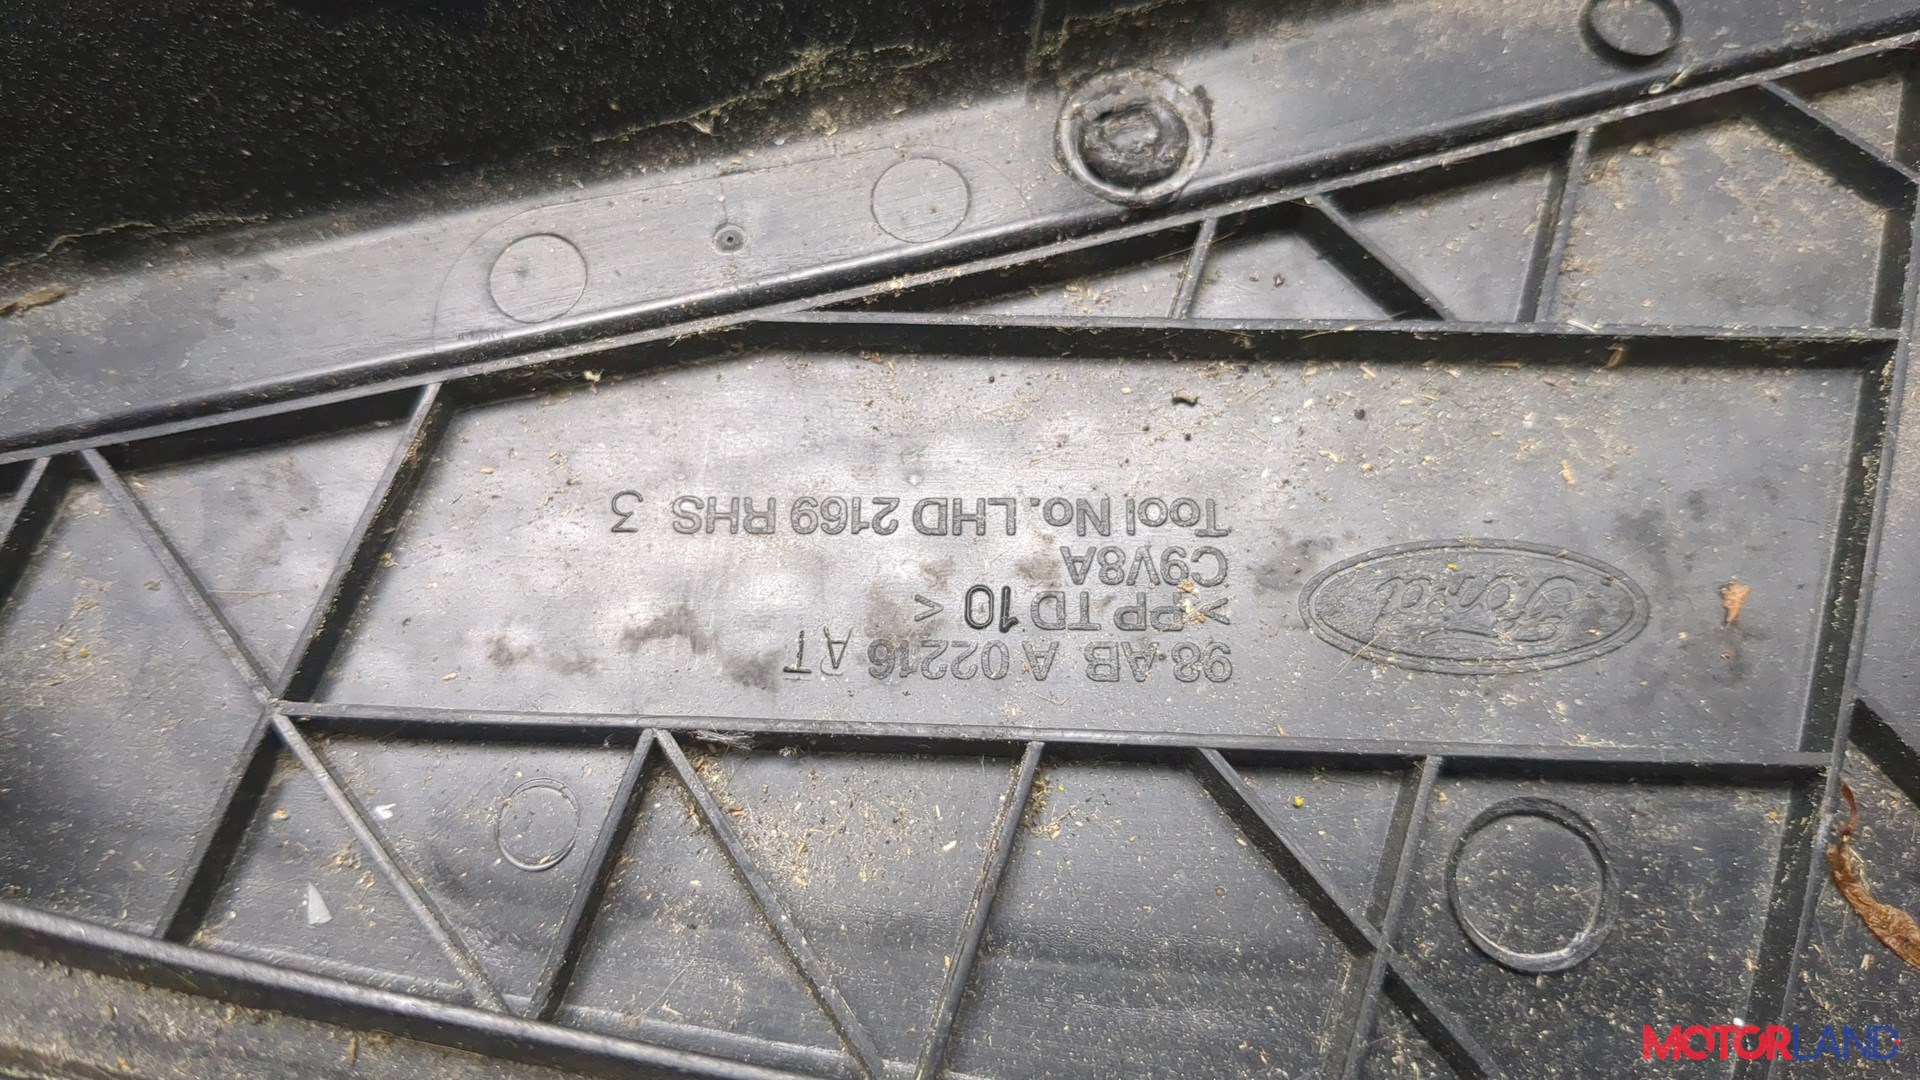 Ford
98 AB A 02216 AT
>PP TD 10 <
C9V8A
Tool No. LHD 2169 RHS 3
MOTORLAND